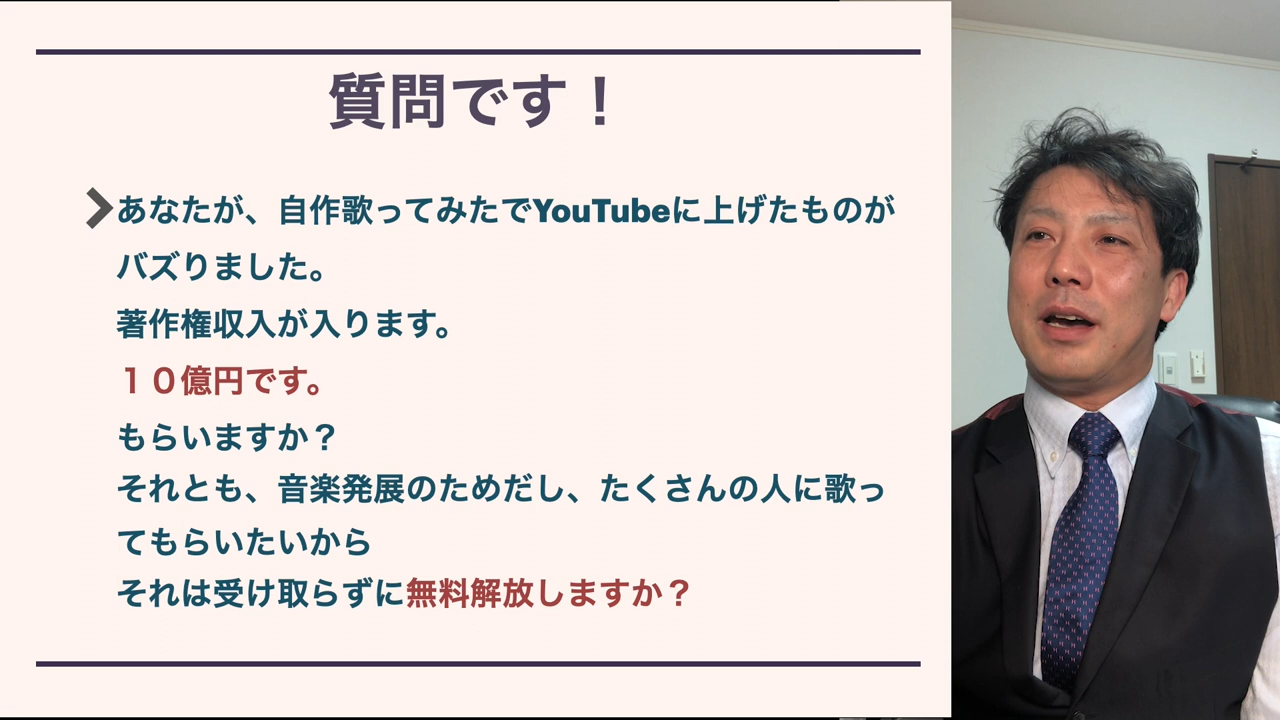 質問です！
あなたが、自作歌ってみたでYouTubeに上げたものが
バズりました。
著作権収入が入ります。
１０億円です。
もらいますか？
それとも、音楽発展のためだし、たくさんの人に歌っ
てもらいたいから
それは受け取らずに無料解放しますか？